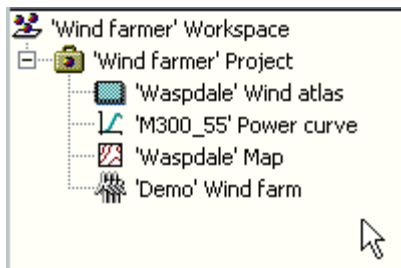 'Wind farmer' Workspace
'Wind farmer' Project
'Waspdale' Wind atlas
'M300_55' Power curve
'Waspdale' Map
'Demo' Wind farm